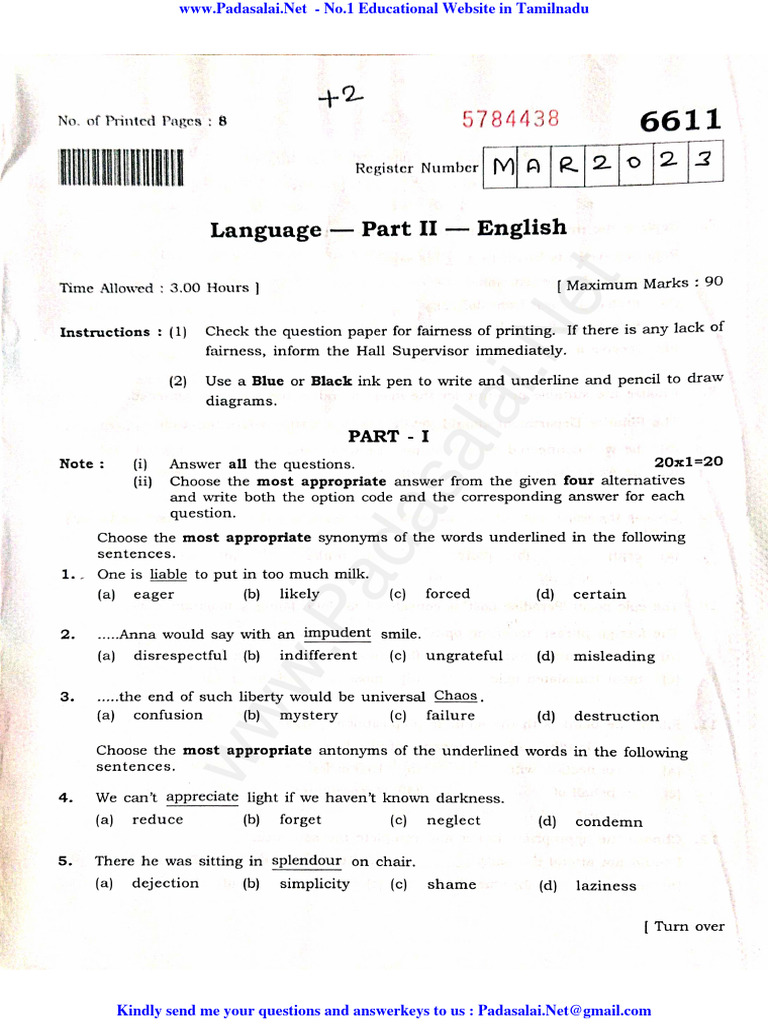 www.Padasalai.Net - No.1 Educational Website in Tamilnadu
+2
No. of Printed Pages : 8
5784438
6611
Register Number M A R 2 0 2 3
Language — Part II — English
Time Allowed : 3.00 Hours ]
[ Maximum Marks : 90
Instructions : (1) Check the question paper for fairness of printing. If there is any lack of
fairness, inform the Hall Supervisor immediately.
(2) Use a Blue or Black ink pen to write and underline and pencil to draw
diagrams.
PART - I
Note : (i) Answer all the questions. 20x1=20
(ii) Choose the most appropriate answer from the given four alternatives
and write both the option code and the corresponding answer for each
question.
Choose the most appropriate synonyms of the words underlined in the following
sentences.
1. One is liable to put in too much milk.
(a) eager (b) likely (c) forced (d) certain
2. .....Anna would say with an impudent smile.
(a) disrespectful (b) indifferent (c) ungrateful (d) misleading
3. .....the end of such liberty would be universal Chaos.
(a) confusion (b) mystery (c) failure (d) destruction
Choose the most appropriate antonyms of the underlined words in the following
sentences.
4. We can't appreciate light if we haven't known darkness.
(a) reduce (b) forget (c) neglect (d) condemn
5. There he was sitting in splendour on chair.
(a) dejection (b) simplicity (c) shame (d) laziness
[ Turn over
www.Padasalai.Net
Kindly send me your questions and answerkeys to us : Padasalai.Net@gmail.com